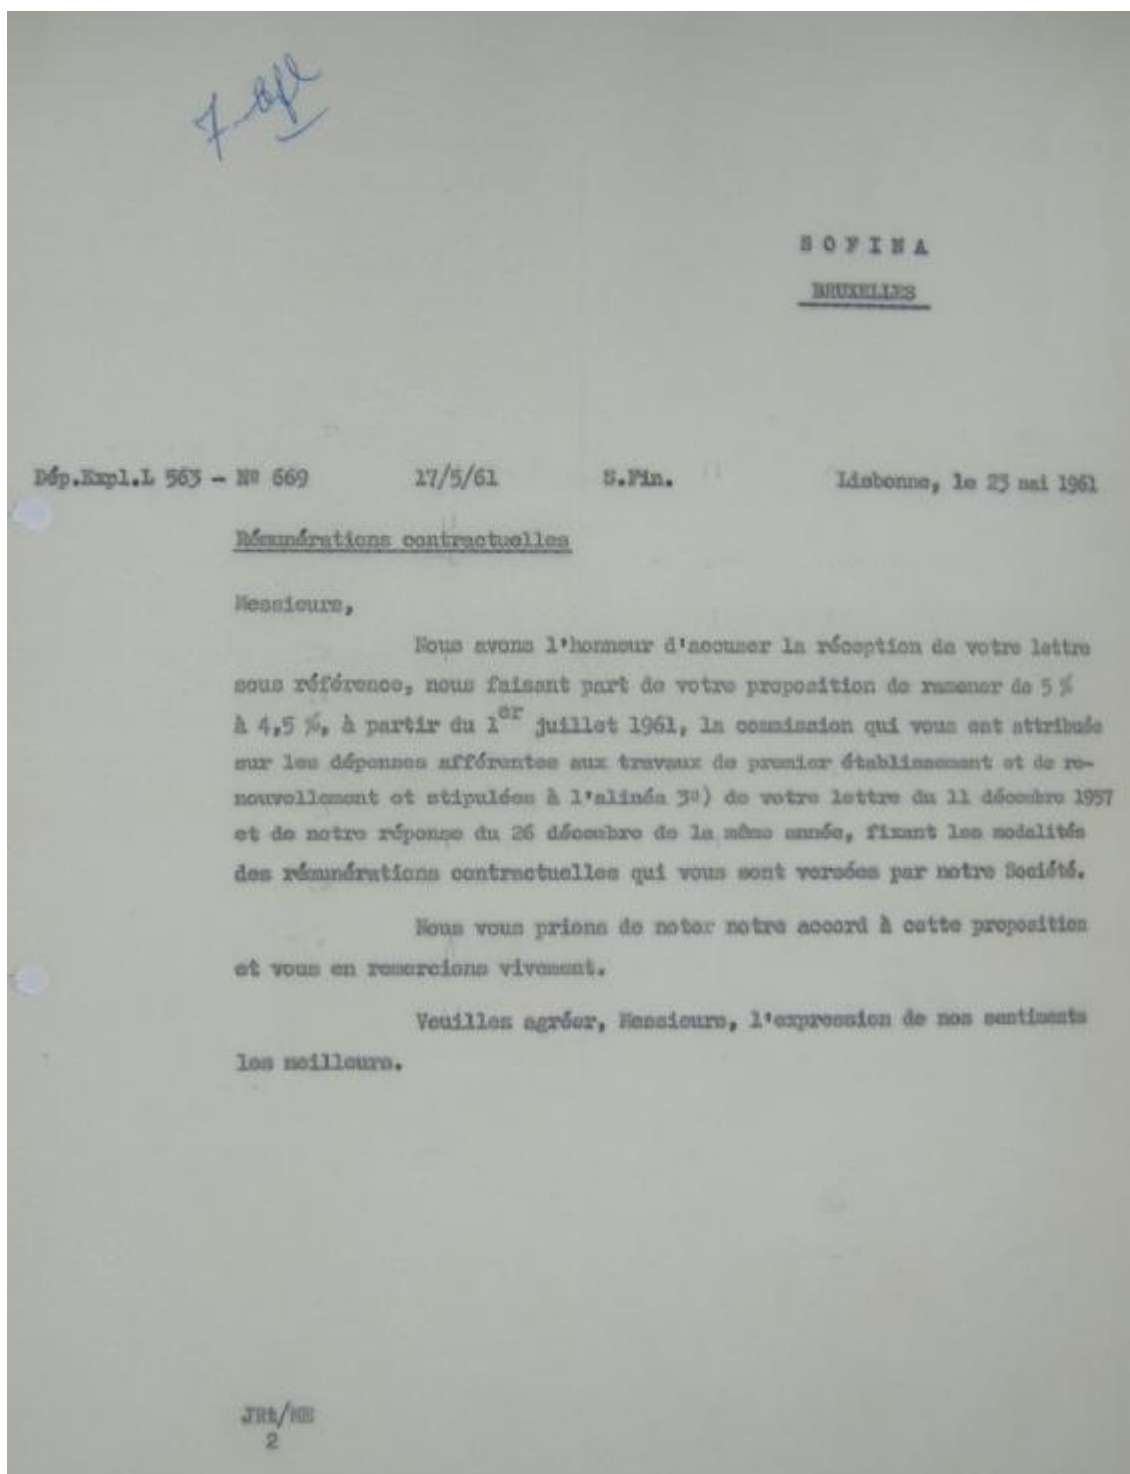 S O F I N A
BRUXELLES
Dép.Expl.L 563 - Nº 669 17/5/61 S.Fin. Lisbonne, le 23 mai 1961
Rémunérations contractuelles
Messieurs,
Nous avons l'honneur d'accuser la réception de votre lettre
sous référence, nous faisant part de votre proposition de ramener de 5 %
à 4,5 %, à partir du 1er juillet 1961, la commission qui vous est attribuée
sur les dépenses afférentes aux travaux de premier établissement et de re-
nouvellement et stipulées à l'alinéa 3º) de votre lettre du 11 décembre 1957
et de notre réponse du 26 décembre de la même année, fixant les modalités
des rémunérations contractuelles qui vous sont versées par notre Société.
Nous vous prions de noter notre accord à cette proposition
et vous en remercions vivement.
Veuillez agréer, Messieurs, l'expression de nos sentiments
les meilleurs.
2